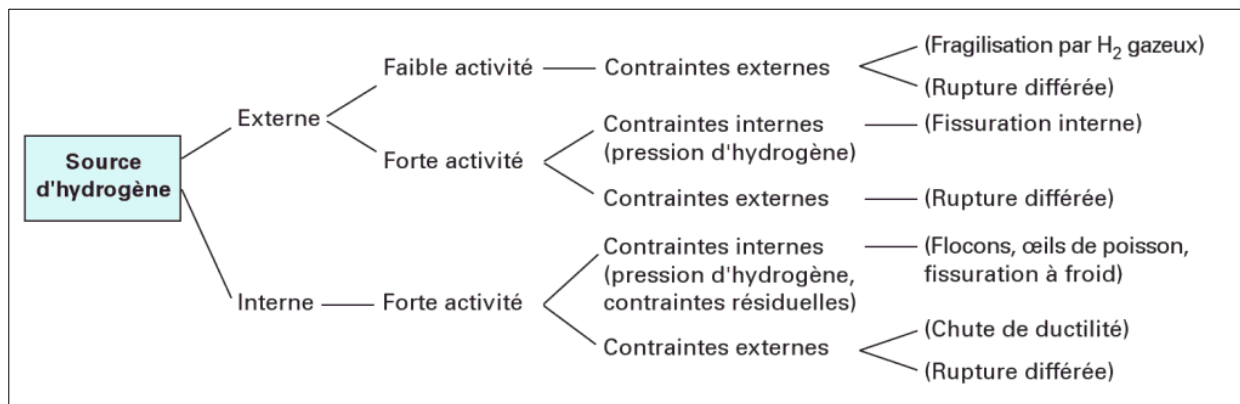 Source
d'hydrogène
Externe
Faible activité
Contraintes externes
(Fragilisation par H₂ gazeux)
(Rupture différée)
Forte activité
Contraintes internes
(pression d'hydrogène)
(Fissuration interne)
Contraintes externes
(Rupture différée)
Interne
Forte activité
Contraintes internes
(pression d'hydrogène,
contraintes résiduelles)
(Flocons, œils de poisson,
fissuration à froid)
Contraintes externes
(Chute de ductilité)
(Rupture différée)